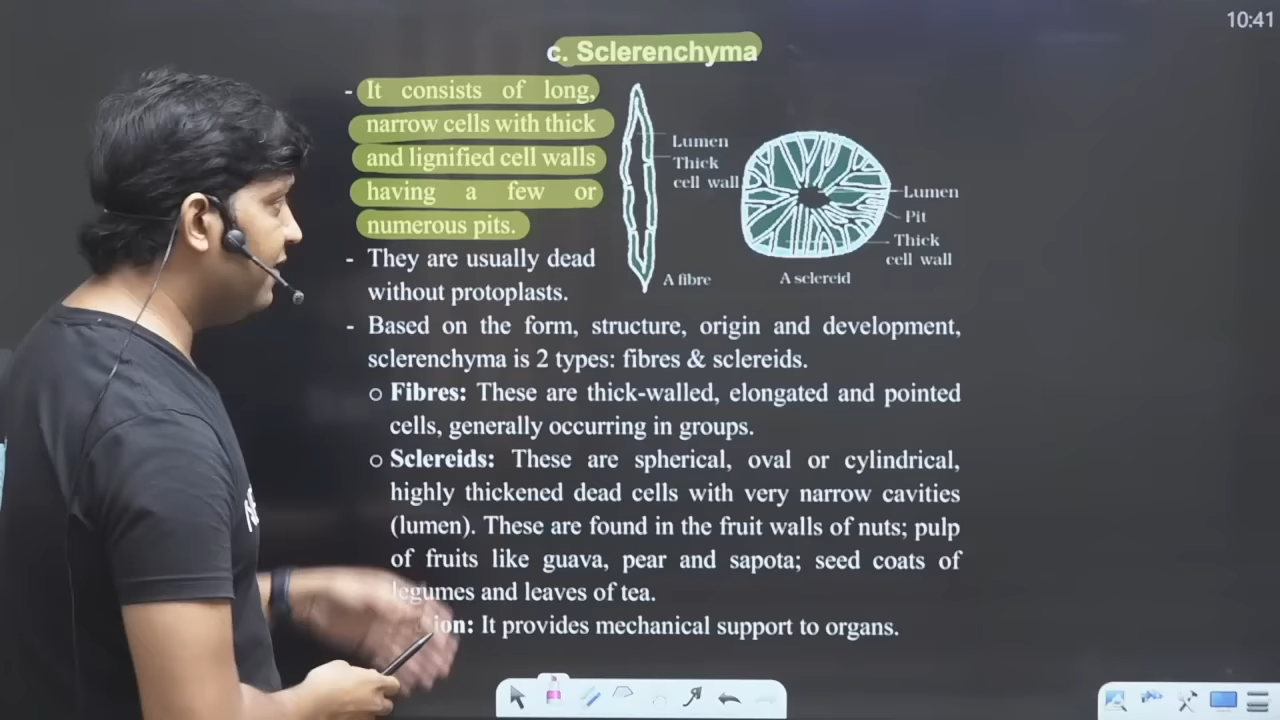 10:41
c. Sclerenchyma
- It consists of long,
narrow cells with thick
and lignified cell walls
having a few or
numerous pits.
- They are usually dead
without protoplasts.
Lumen
Thick
cell wall
A fibre
Lumen
Pit
Thick
cell wall
A sclereid
- Based on the form, structure, origin and development,
sclerenchyma is 2 types: fibres & sclereids.
o Fibres: These are thick-walled, elongated and pointed
cells, generally occurring in groups.
o Sclereids: These are spherical, oval or cylindrical,
highly thickened dead cells with very narrow cavities
(lumen). These are found in the fruit walls of nuts; pulp
of fruits like guava, pear and sapota; seed coats of
legumes and leaves of tea.
It provides mechanical support to organs.